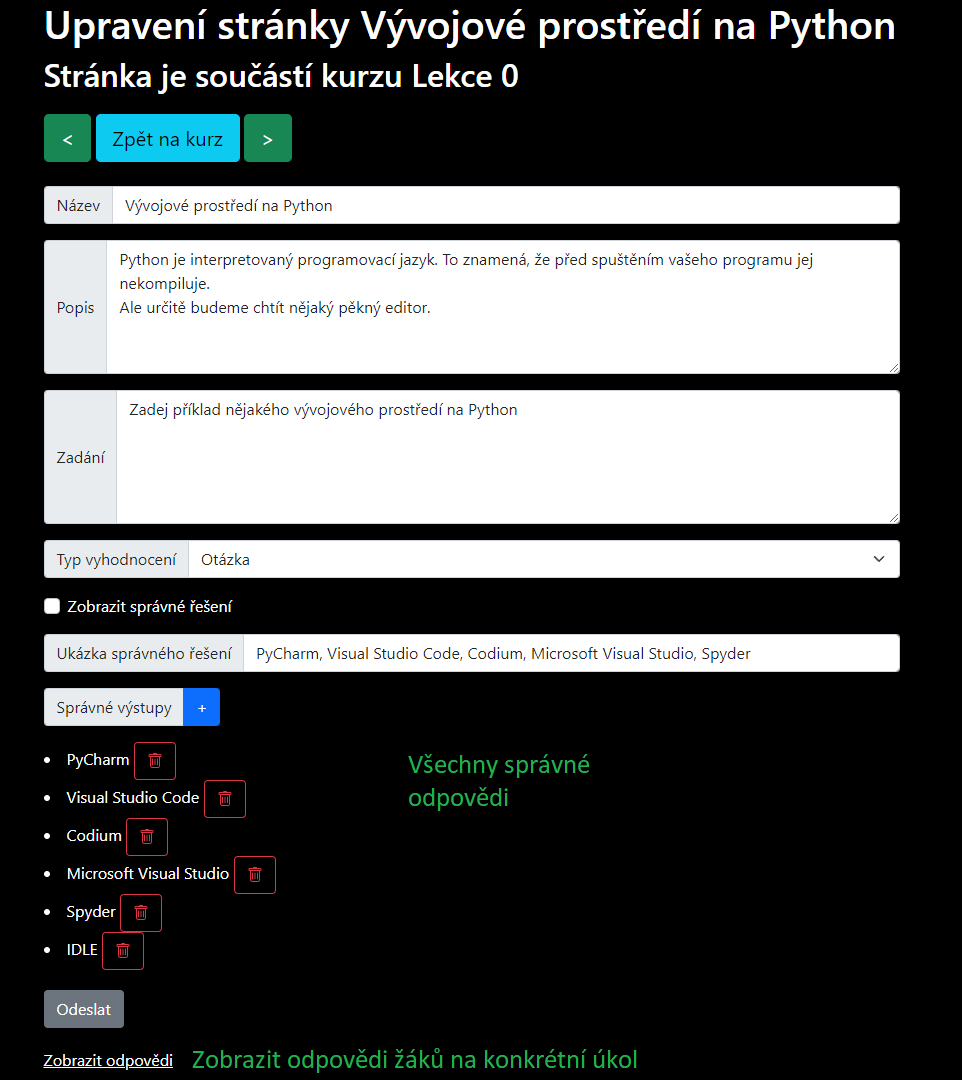 Upravení stránky Vývojové prostředí na Python
Stránka je součástí kurzu Lekce 0
< Zpět na kurz >
Název Vývojové prostředí na Python
Popis
Python je interpretovaný programovací jazyk. To znamená, že před spuštěním vašeho programu jej
nekompiluje.
Ale určitě budeme chtít nějaký pěkný editor.
Zadání
Zadej příklad nějakého vývojového prostředí na Python
Typ vyhodnocení Otázka
Zobrazit správné řešení
Ukázka správného řešení PyCharm, Visual Studio Code, Codium, Microsoft Visual Studio, Spyder
Správné výstupy +
PyCharm
Visual Studio Code
Codium
Microsoft Visual Studio
Spyder
IDLE
Všechny správné
odpovědi
Odeslat
Zobrazit odpovědi Zobrazit odpovědi žáků na konkrétní úkol